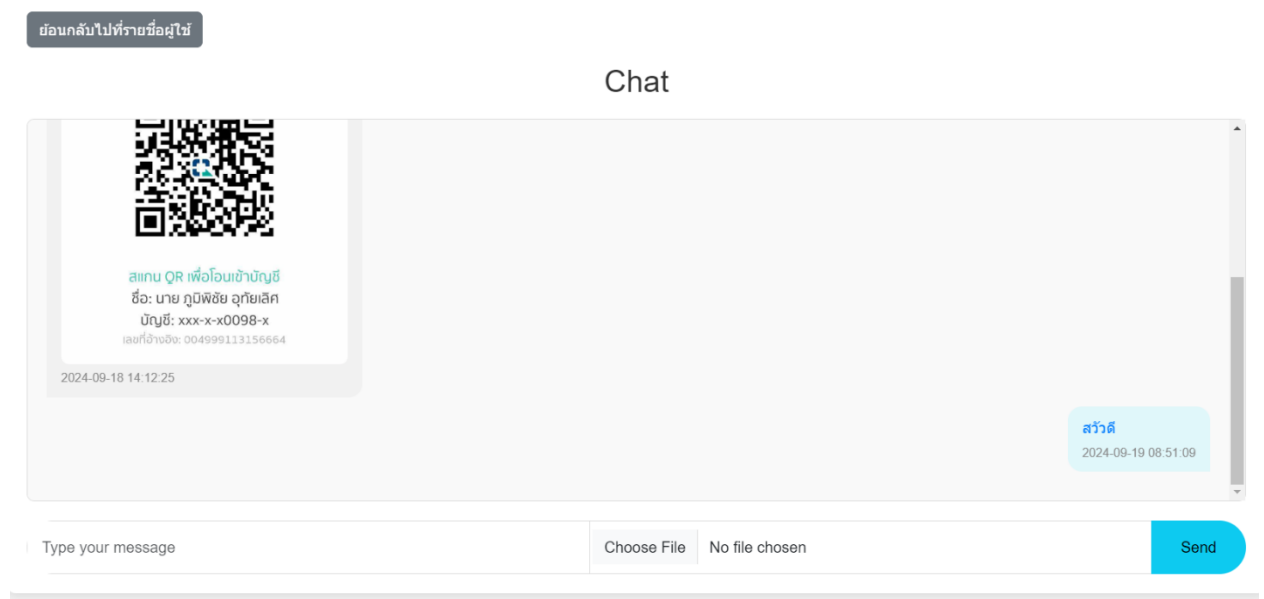 ย้อนกลับไปที่รายชื่อผู้ใช้
Chat
สแกน QR เพื่อโอนเข้าบัญชี
ชื่อ: นาย ภูมิพิชัย อุทัยเลิศ
บัญชี: xxx-x-x0098-x
เลขที่อ้างอิง: 004999113156664
2024-09-18 14:12:25
สวัวดี
2024-09-19 08:51:09
Type your message
Choose File No file chosen
Send